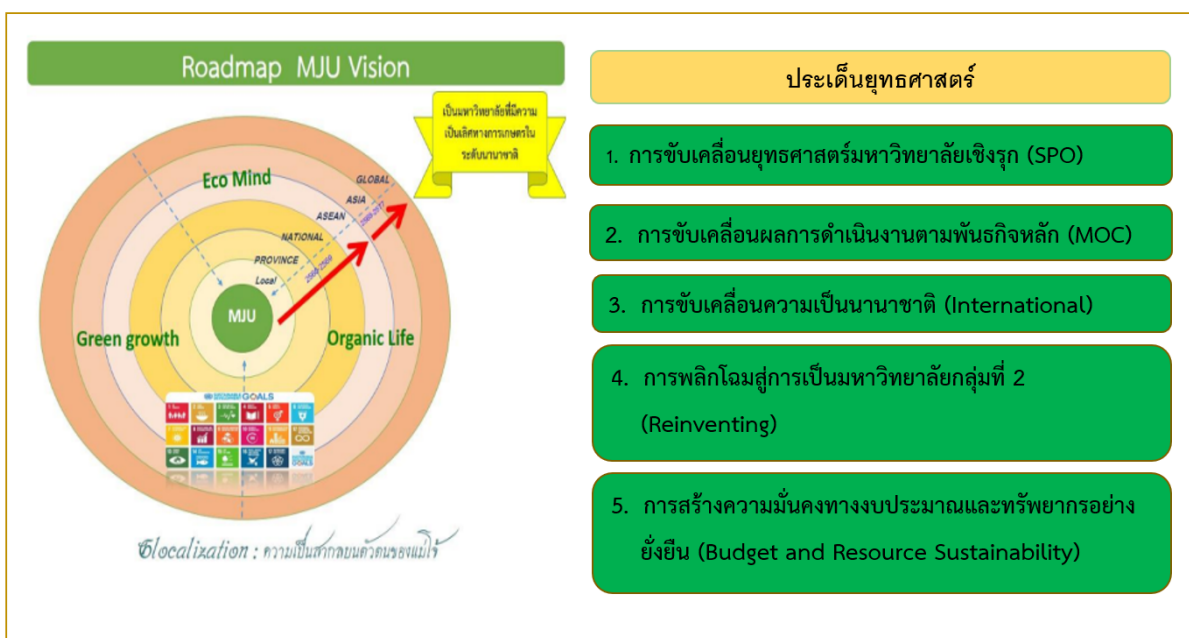 Roadmap MJU Vision
เป็นมหาวิทยาลัยที่มีความ
เป็นเลิศทางการเกษตรใน
ระดับนานาชาติ
GLOBAL
ASIA
ASEAN
NATIONAL
PROVINCE
Local
Eco Mind
MJU
Green growth
Organic Life
GOALS
Glocalization : ความเป็นสากลบนตัวตนของแม่โจ้
ประเด็นยุทธศาสตร์
1. การขับเคลื่อนยุทธศาสตร์มหาวิทยาลัยเชิงรุก (SPO)
2. การขับเคลื่อนผลการดำเนินงานตามพันธกิจหลัก (MOC)
3. การขับเคลื่อนความเป็นนานาชาติ (International)
4. การพลิกโฉมสู่การเป็นมหาวิทยาลัยกลุ่มที่ 2
(Reinventing)
5. การสร้างความมั่นคงทางงบประมาณและทรัพยากรอย่าง
ยั่งยืน (Budget and Resource Sustainability)